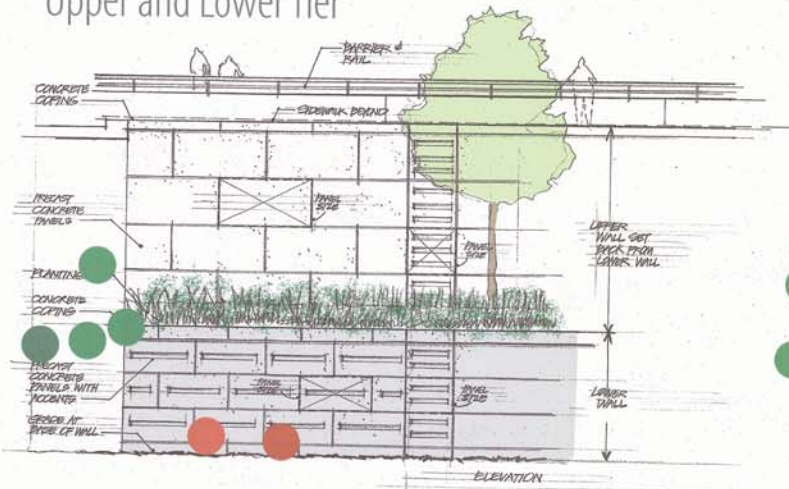 Upper and Lower Tier
BARRIER &
RAIL
CONCRETE
COPING
SIDEWALK BEYOND
PRECAST
CONCRETE
PANELS
PANEL
SIZE
PANEL
SIZE
UPPER
WALL SET
BACK FROM
LOWER WALL
PLANTING
CONCRETE
COPING
PRECAST
CONCRETE
PANELS WITH
ACCENTS
PANEL
SIZE
PANEL
SIZE
LOWER
WALL
GRADE AT
BASE OF WALL
ELEVATION